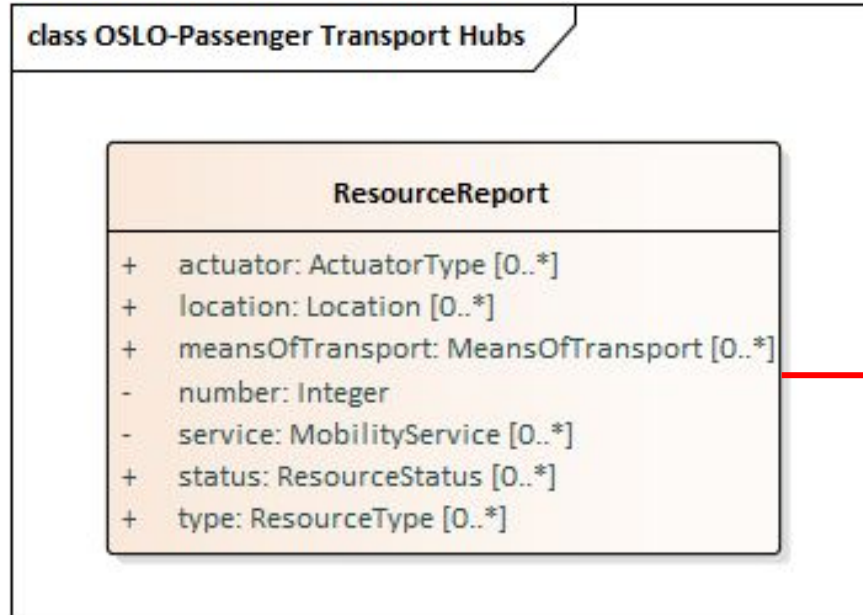 class OSLO-Passenger Transport Hubs
ResourceReport
+ actuator: ActuatorType [0..*]
+ location: Location [0..*]
+ meansOfTransport: MeansOfTransport [0..*]
- number: Integer
- service: MobilityService [0..*]
+ status: ResourceStatus [0..*]
+ type: ResourceType [0..*]